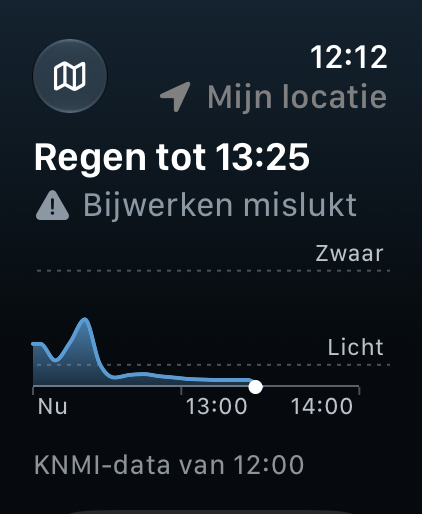 12:12
Mijn locatie
Regen tot 13:25
Bijwerken mislukt
Zwaar
Licht
Nu 13:00 14:00
KNMI-data van 12:00